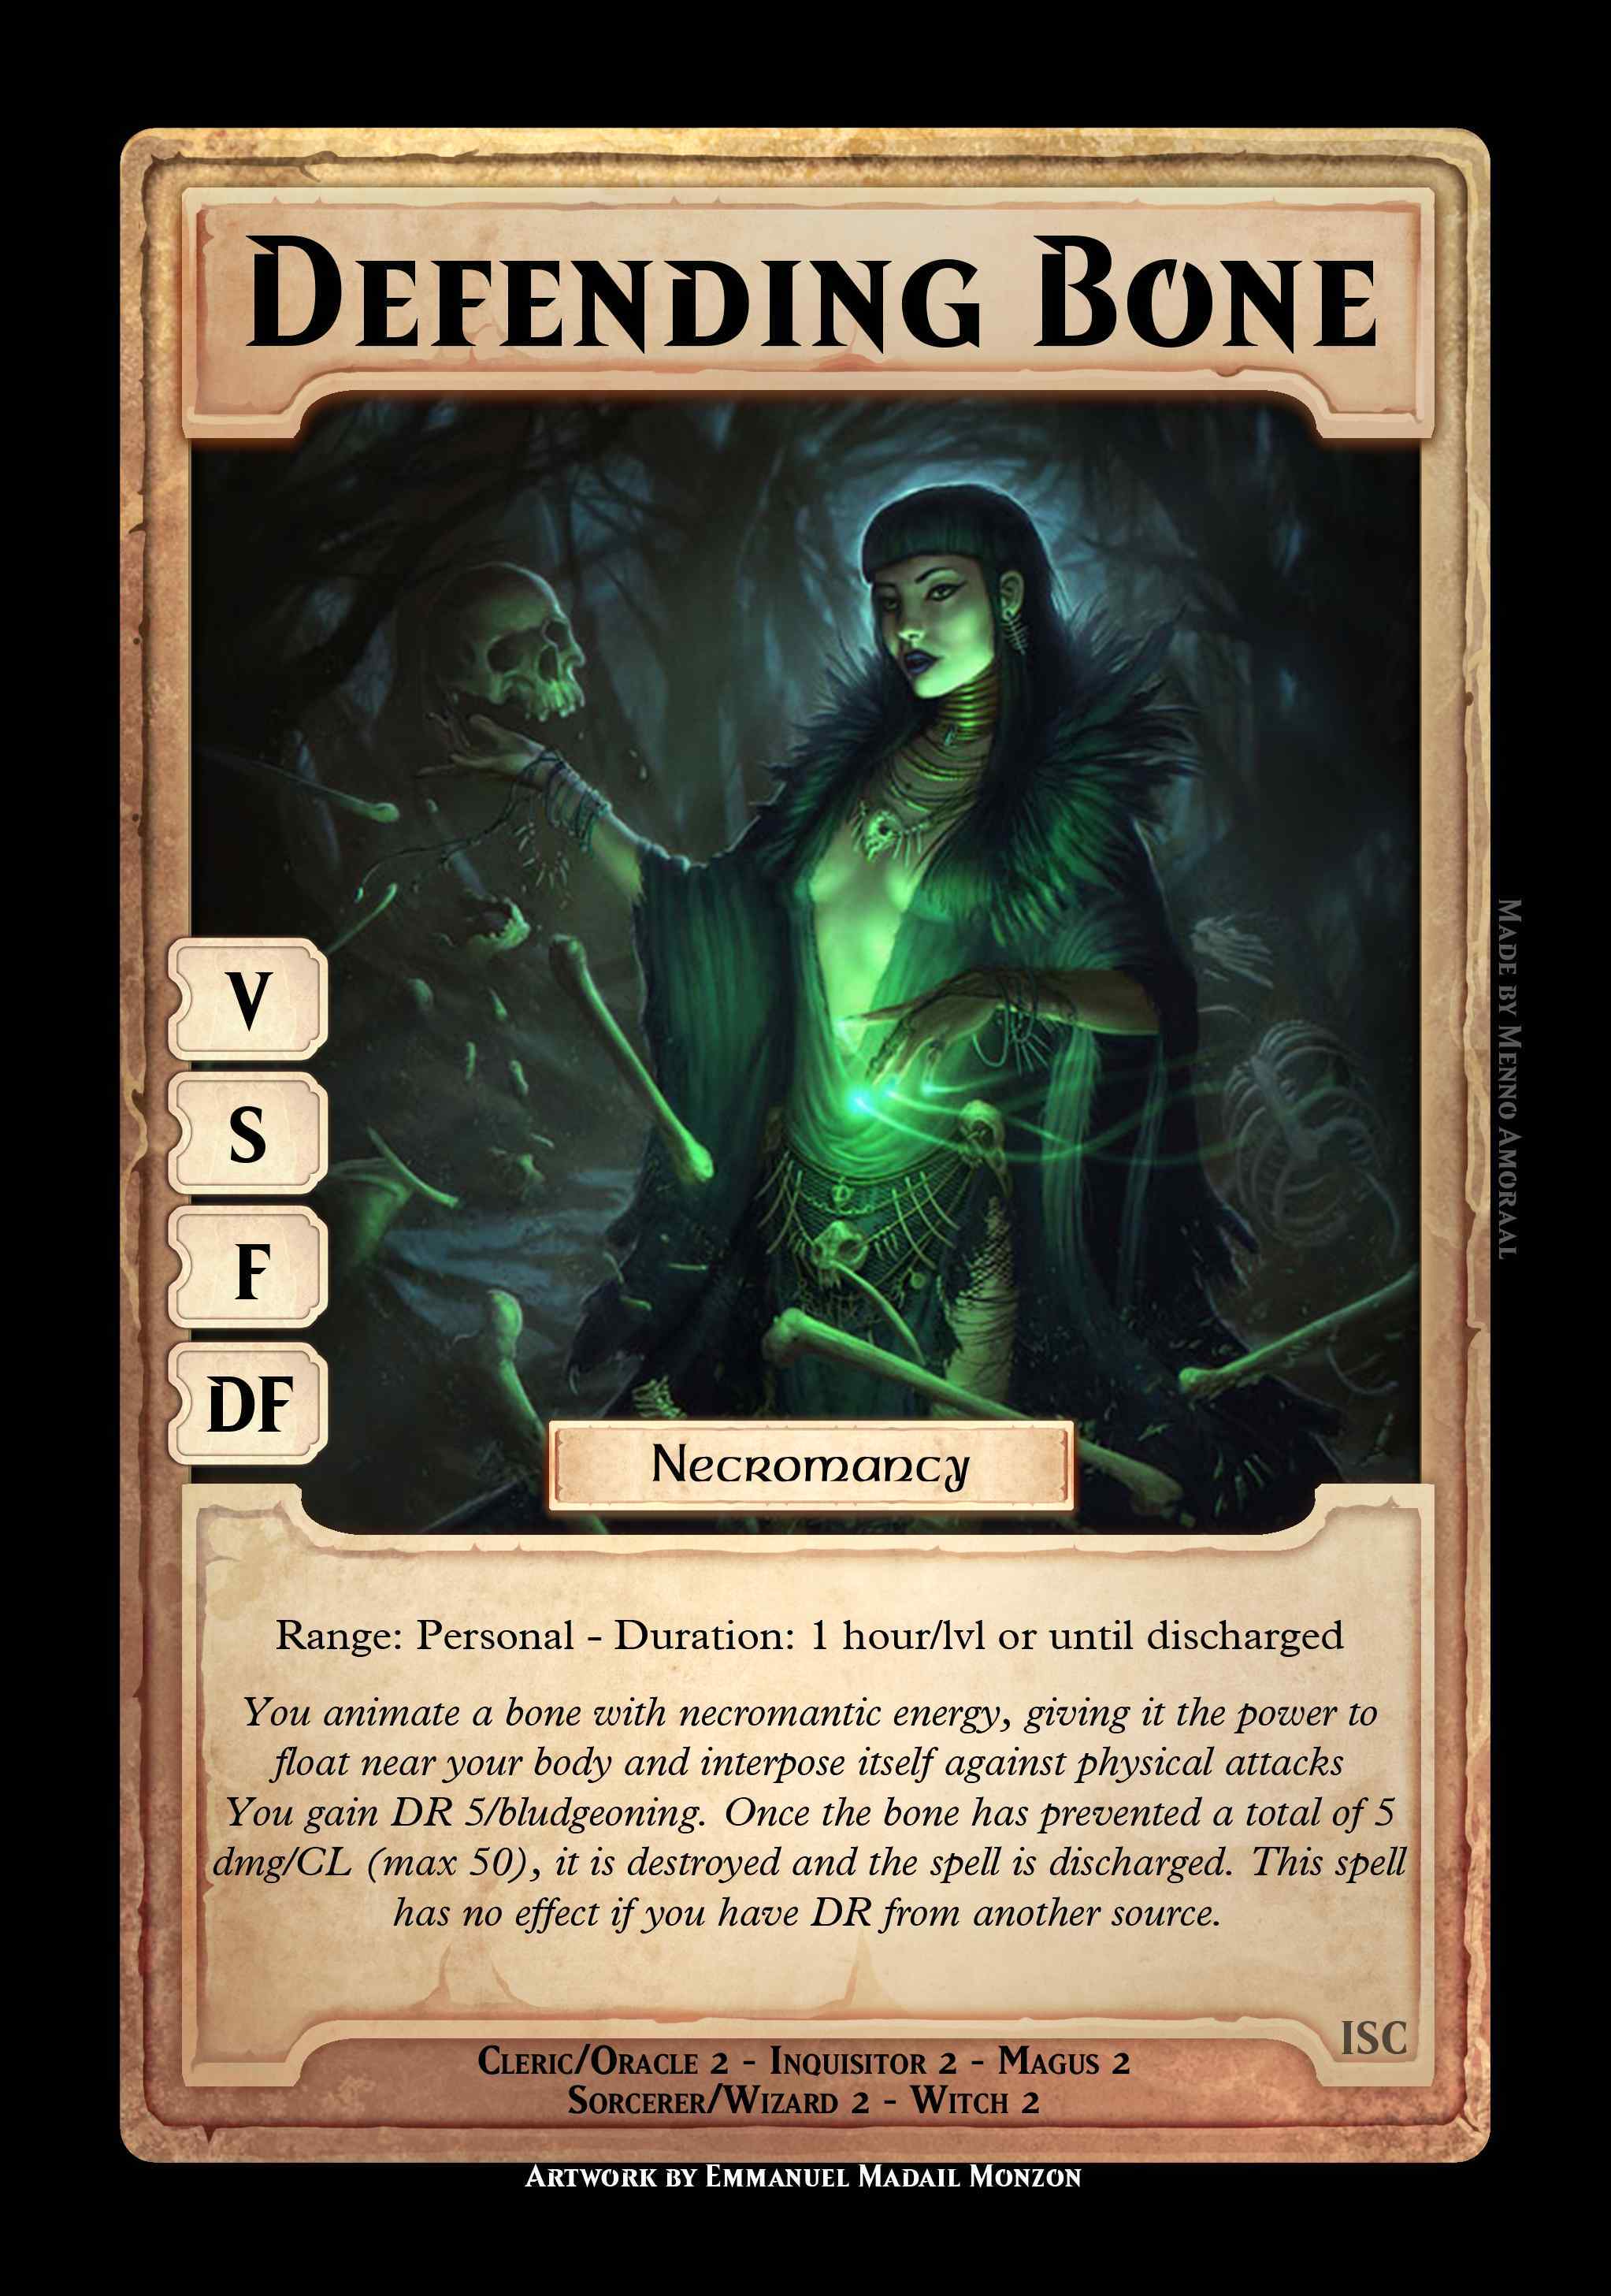 Defending Bone
V
S
F
DF
Necromancy
Range: Personal - Duration: 1 hour/lvl or until discharged
You animate a bone with necromantic energy, giving it the power to
float near your body and interpose itself against physical attacks
You gain DR 5/bludgeoning. Once the bone has prevented a total of 5
dmg/CL (max 50), it is destroyed and the spell is discharged. This spell
has no effect if you have DR from another source.
ISC
Cleric/Oracle 2 - Inquisitor 2 - Magus 2
Sorcerer/Wizard 2 - Witch 2
Artwork by Emmanuel Madail Monzon
Made by Menno Amoraal